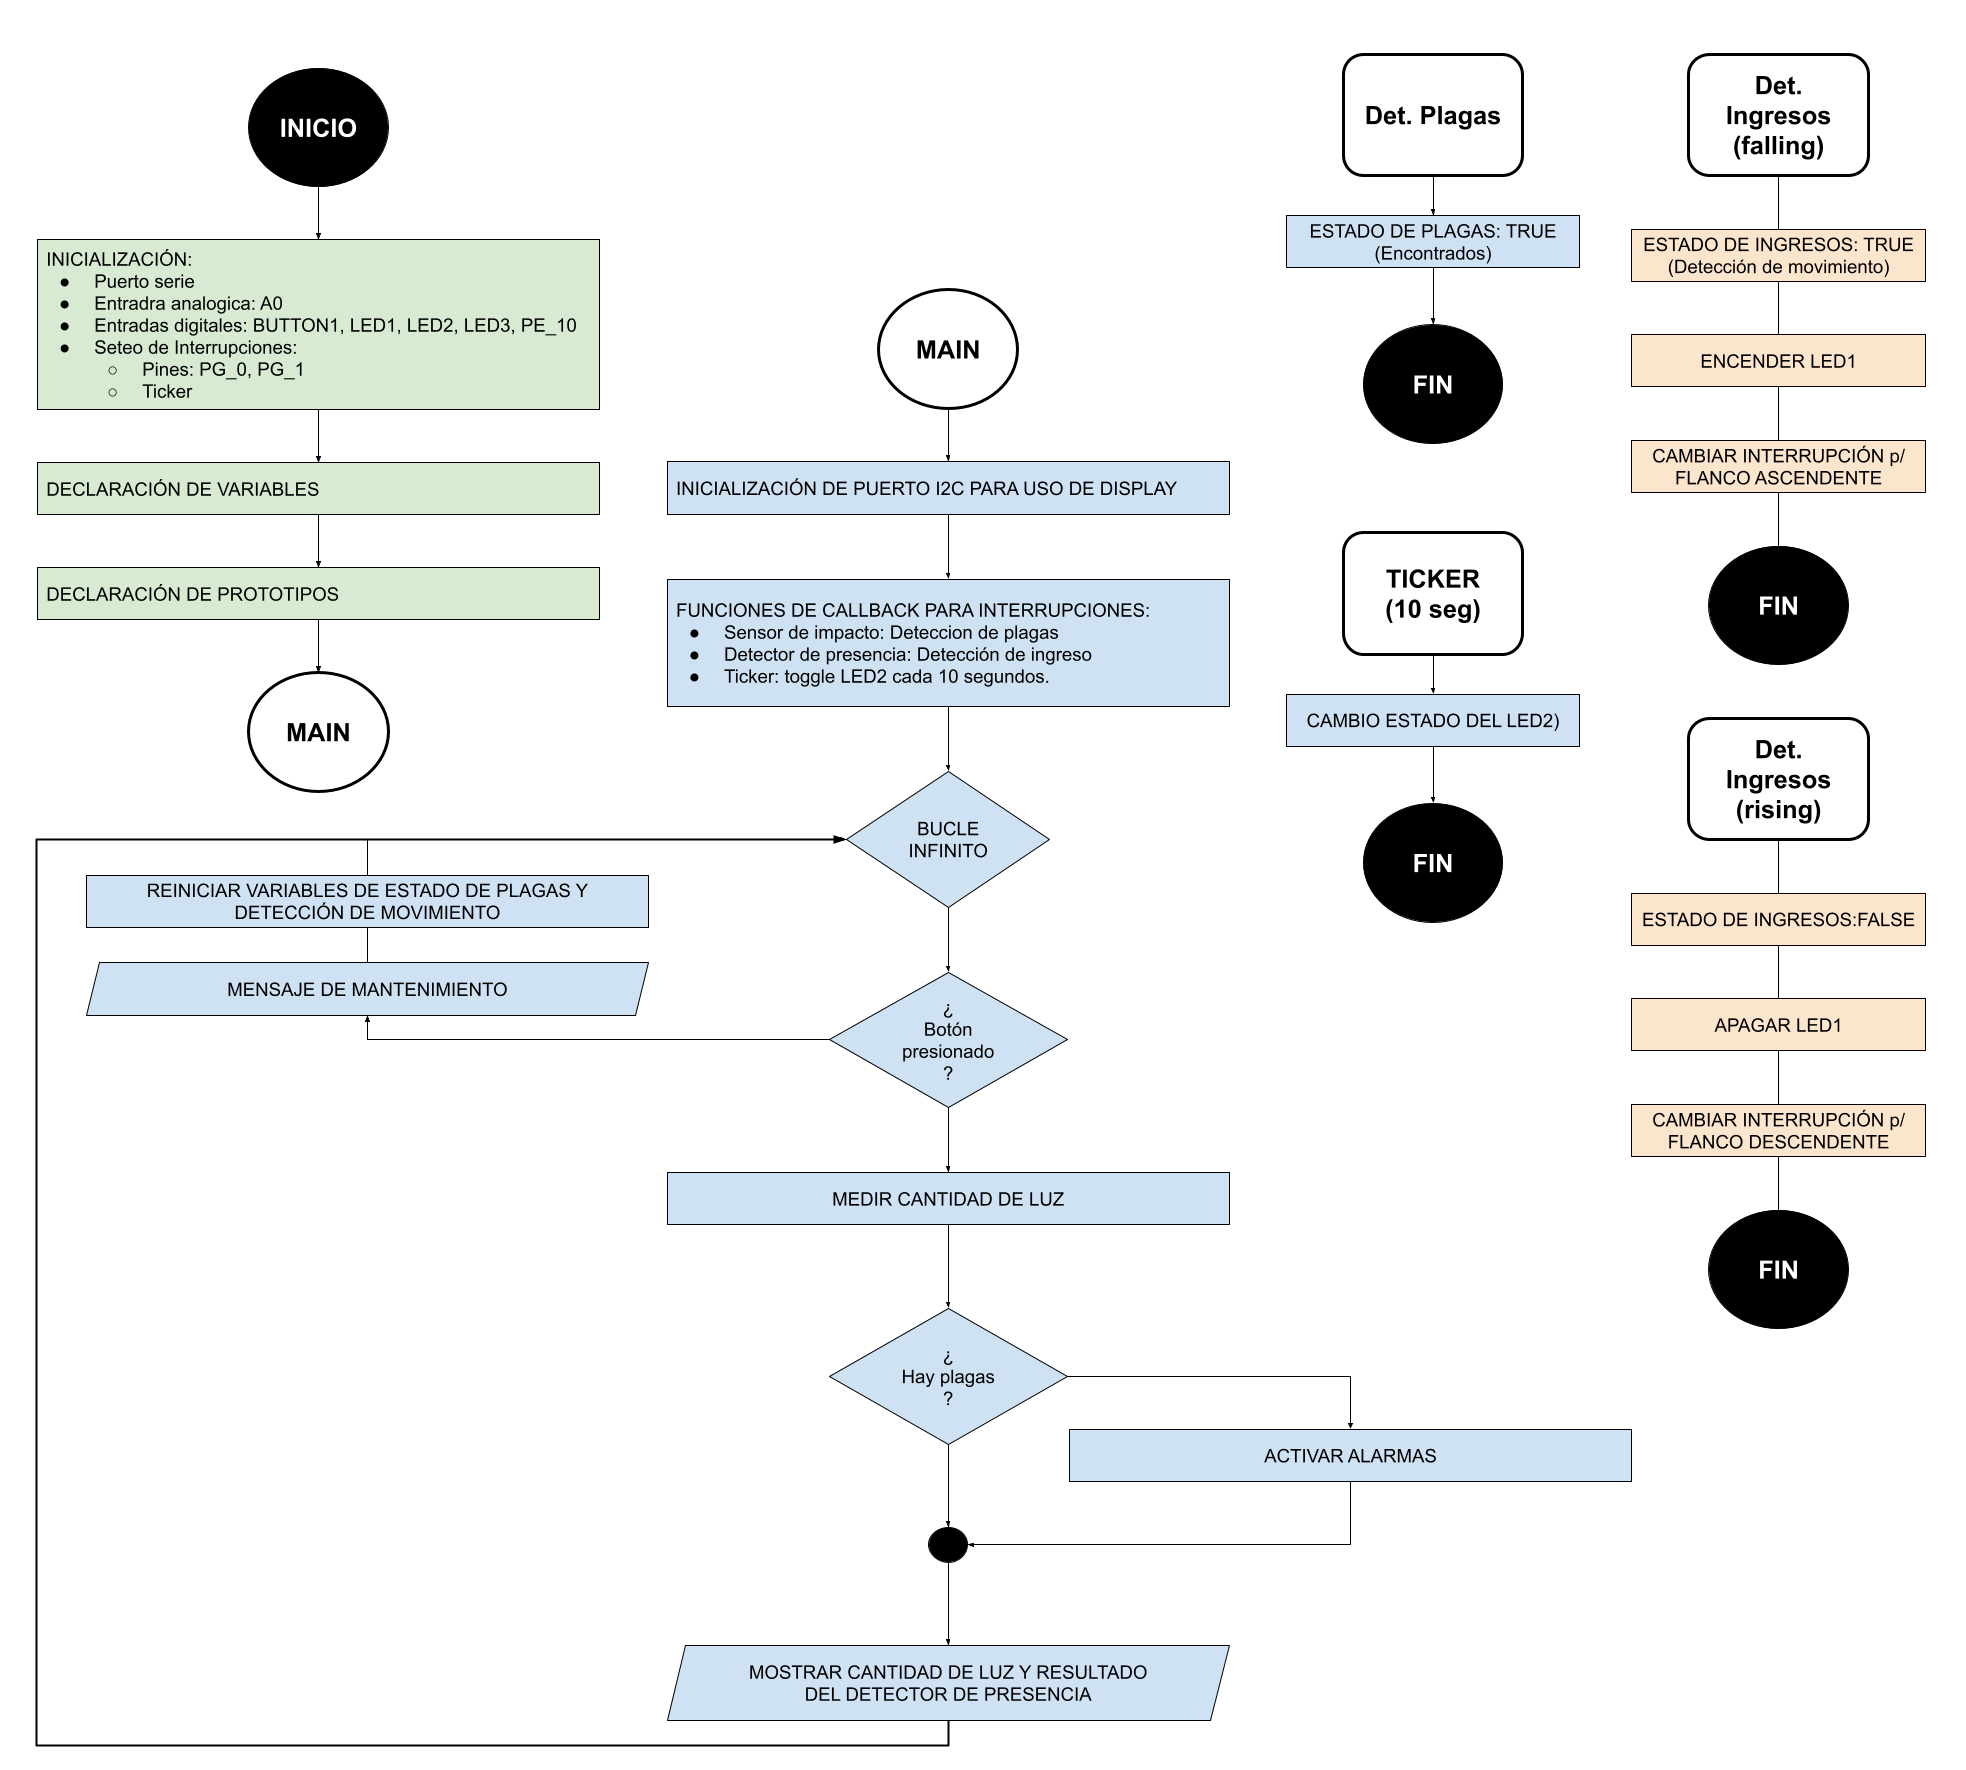 INICIO
INICIALIZACIÓN:
● Puerto serie
● Entradra analogica: A0
● Entradas digitales: BUTTON1, LED1, LED2, LED3, PE_10
● Seteo de Interrupciones:
○ Pines: PG_0, PG_1
○ Ticker
DECLARACIÓN DE VARIABLES
DECLARACIÓN DE PROTOTIPOS
MAIN
MAIN
INICIALIZACIÓN DE PUERTO I2C PARA USO DE DISPLAY
FUNCIONES DE CALLBACK PARA INTERRUPCIONES:
● Sensor de impacto: Deteccion de plagas
● Detector de presencia: Detección de ingreso
● Ticker: toggle LED2 cada 10 segundos.
BUCLE
INFINITO
REINICIAR VARIABLES DE ESTADO DE PLAGAS Y
DETECCIÓN DE MOVIMIENTO
MENSAJE DE MANTENIMIENTO
¿
Botón
presionado
?
MEDIR CANTIDAD DE LUZ
¿
Hay plagas
?
ACTIVAR ALARMAS
MOSTRAR CANTIDAD DE LUZ Y RESULTADO
DEL DETECTOR DE PRESENCIA
Det. Plagas
ESTADO DE PLAGAS: TRUE
(Encontrados)
FIN
TICKER
(10 seg)
CAMBIO ESTADO DEL LED2)
FIN
Det.
Ingresos
(falling)
ESTADO DE INGRESOS: TRUE
(Detección de movimiento)
ENCENDER LED1
CAMBIAR INTERRUPCIÓN p/
FLANCO ASCENDENTE
FIN
Det.
Ingresos
(rising)
ESTADO DE INGRESOS:FALSE
APAGAR LED1
CAMBIAR INTERRUPCIÓN p/
FLANCO DESCENDENTE
FIN